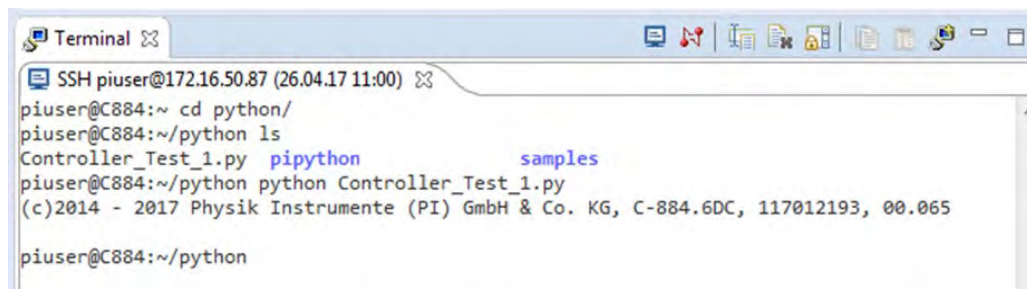 Terminal
SSH piuser@172.16.50.87 (26.04.17 11:00)
piuser@C884:~ cd python/
piuser@C884:~/python ls
Controller_Test_1.py  pipython  samples
piuser@C884:~/python python Controller_Test_1.py
(c)2014 - 2017 Physik Instrumente (PI) GmbH & Co. KG, C-884.6DC, 117012193, 00.065
piuser@C884:~/python